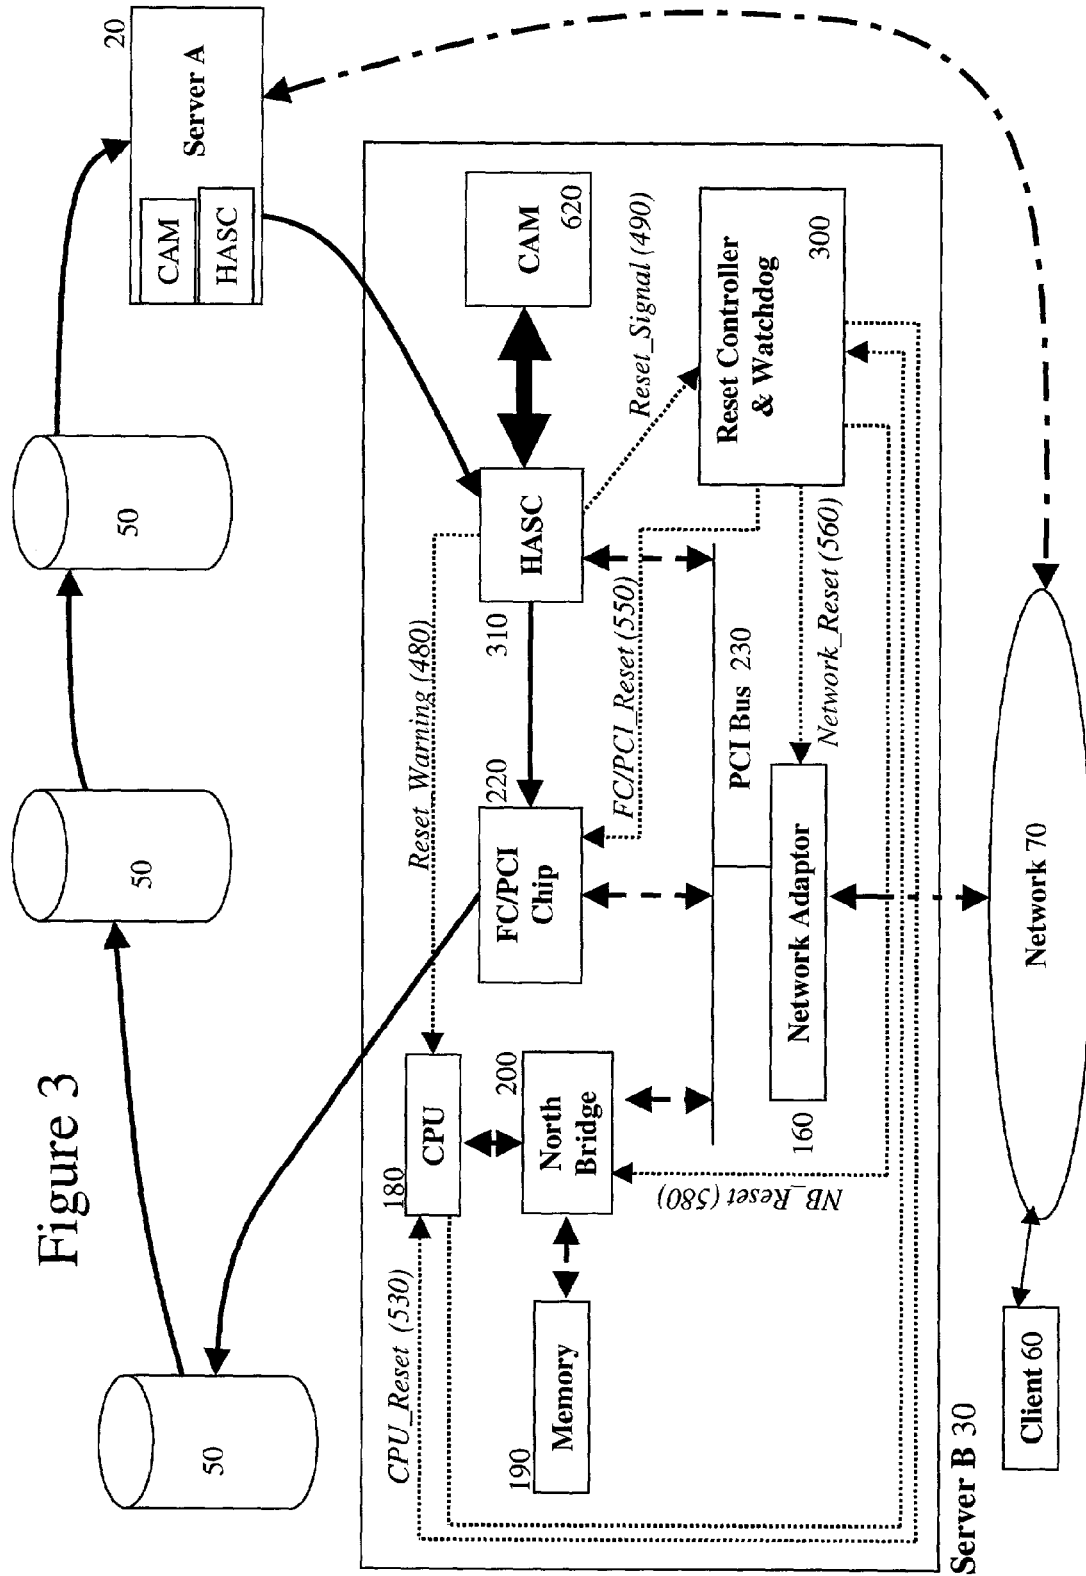 Figure 3
50
50
50
20
Server A
CAM
HASC
CPU_Reset (530)
180
CPU
Reset_Warning (480)
190
Memory
200
North
Bridge
220
FC/PCI
Chip
310
HASC
CAM
620
Reset_Signal (490)
FC/PCI_Reset (550)
NB_Reset (580)
PCI Bus 230
Reset Controller
& Watchdog
300
160
Network Adaptor
Network_Reset (560)
Server B 30
Client 60
Network 70